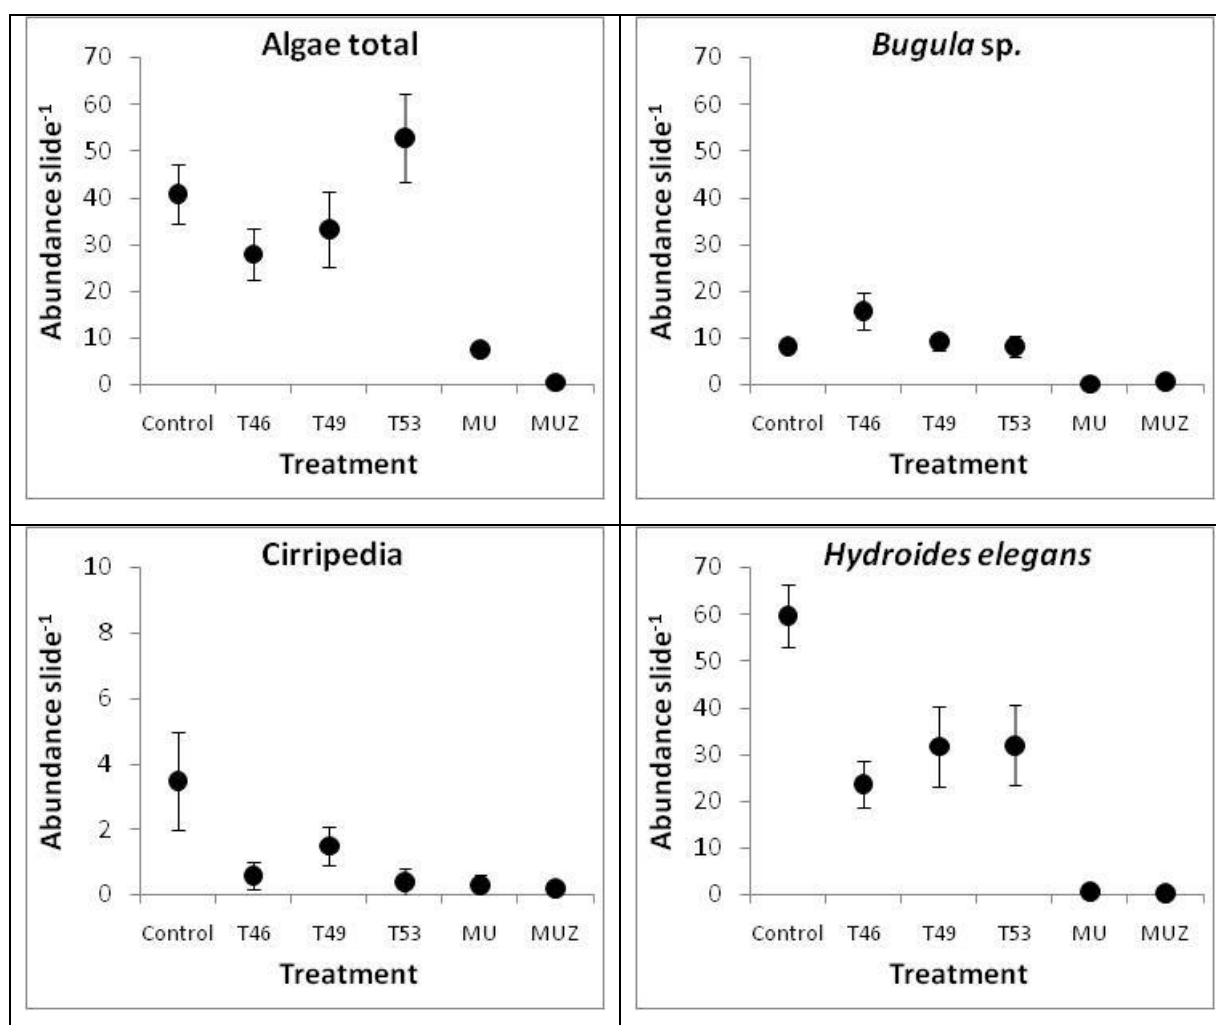 Algae total
70
60
50
40
30
20
10
0
Abundance slide⁻¹
Control T46 T49 T53 MU MUZ
Treatment
Bugula sp.
70
60
50
40
30
20
10
0
Abundance slide⁻¹
Control T46 T49 T53 MU MUZ
Treatment
Cirripedia
10
8
6
4
2
0
Abundance slide⁻¹
Control T46 T49 T53 MU MUZ
Treatment
Hydroides elegans
70
60
50
40
30
20
10
0
Abundance slide⁻¹
Control T46 T49 T53 MU MUZ
Treatment